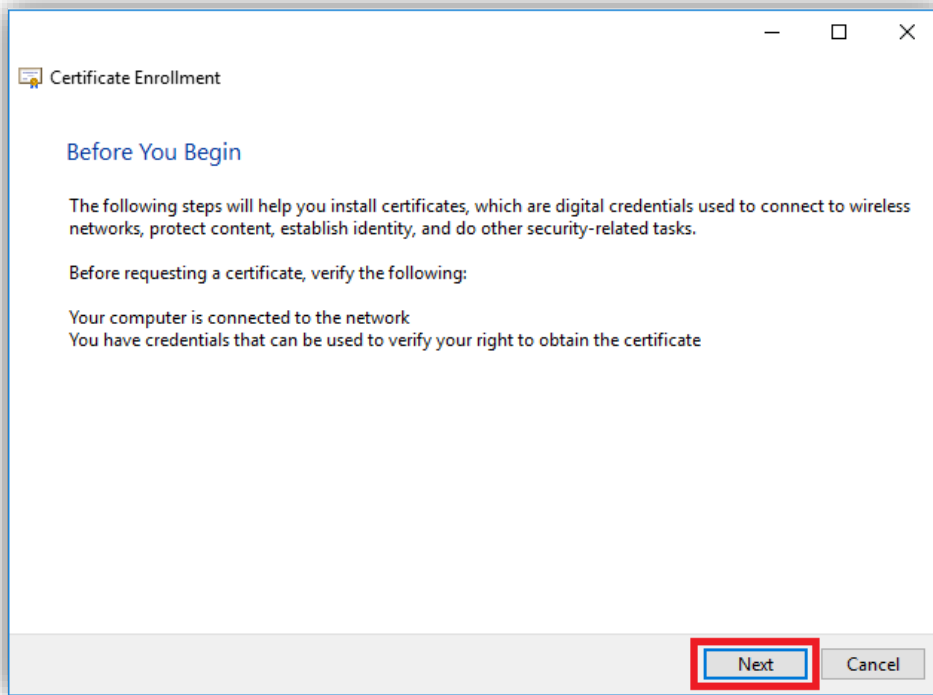 Certificate Enrollment
Before You Begin
The following steps will help you install certificates, which are digital credentials used to connect to wireless
networks, protect content, establish identity, and do other security-related tasks.
Before requesting a certificate, verify the following:
Your computer is connected to the network
You have credentials that can be used to verify your right to obtain the certificate
Next Cancel